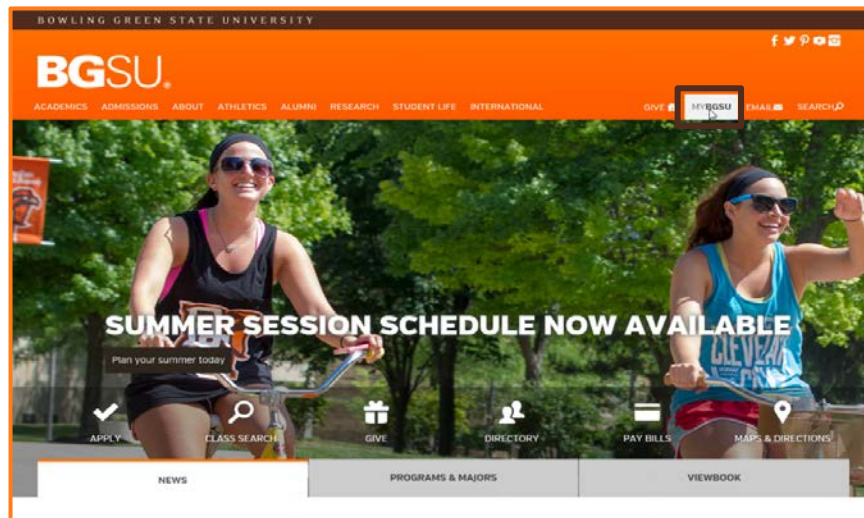 BOWLING GREEN STATE UNIVERSITY
BGSU®
ACADEMICS ADMISSIONS ABOUT ATHLETICS ALUMNI RESEARCH STUDENT LIFE INTERNATIONAL GIVE MYBGSU EMAIL SEARCH
SUMMER SESSION SCHEDULE NOW AVAILABLE
Plan your summer today
CLEVELAND
APPLY CLASS SEARCH GIVE DIRECTORY PAY BILLS MAPS & DIRECTIONS
NEWS PROGRAMS & MAJORS VIEWBOOK